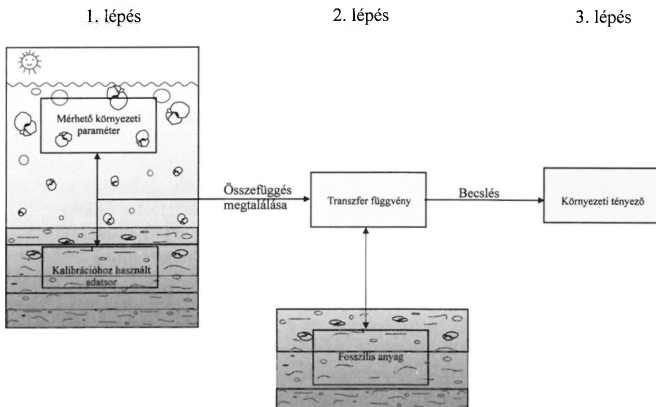 1. lépés
2. lépés
3. lépés
Mérhető környezeti
paraméter
Összefüggés
megtalálása
Transzfer függvény
Becslés
Környezeti tényező
Kalibrációhoz használt
adatsor
Fosszílis anyag